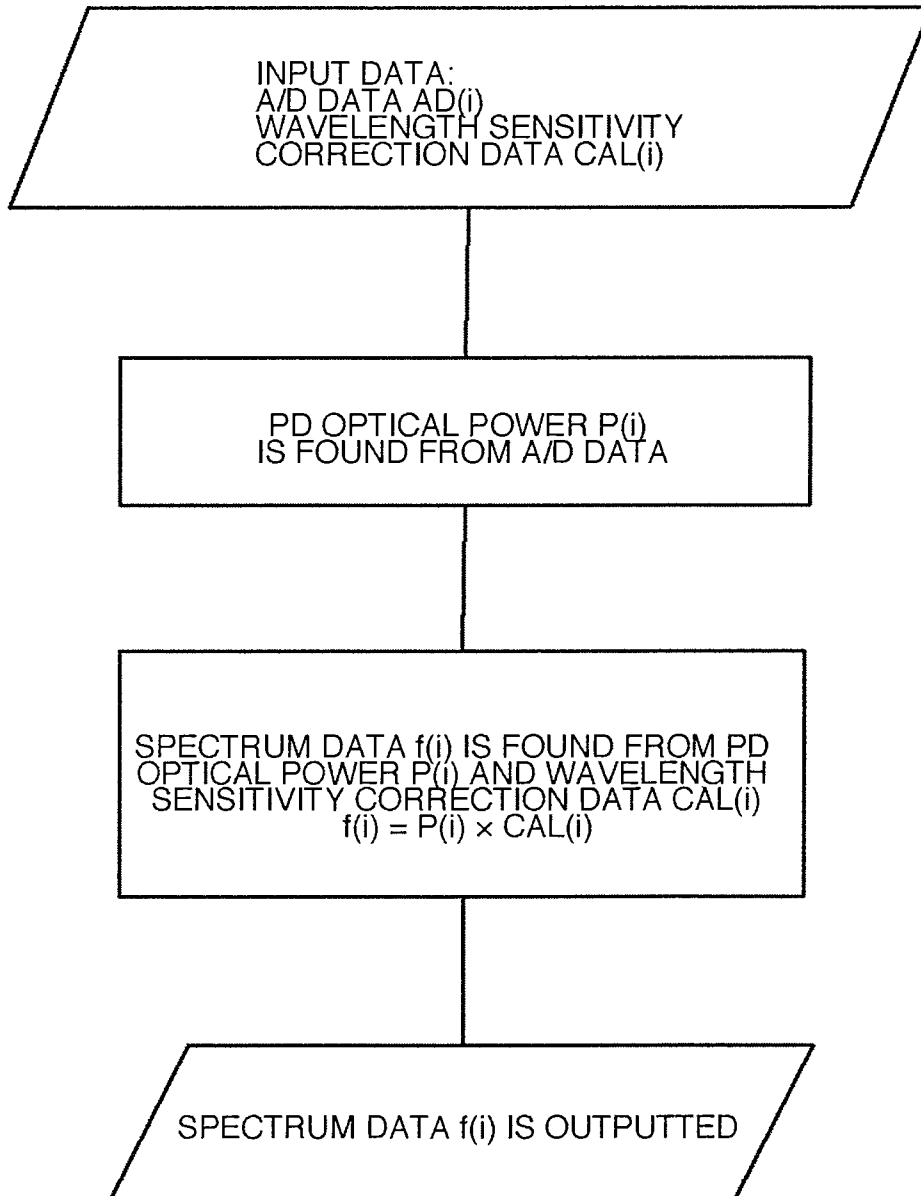 INPUT DATA:
A/D DATA AD(i)
WAVELENGTH SENSITIVITY
CORRECTION DATA CAL(i)
PD OPTICAL POWER P(i)
IS FOUND FROM A/D DATA
SPECTRUM DATA f(i) IS FOUND FROM PD
OPTICAL POWER P(i) AND WAVELENGTH
SENSITIVITY CORRECTION DATA CAL(i)
f(i) = P(i) × CAL(i)
SPECTRUM DATA f(i) IS OUTPUTTED